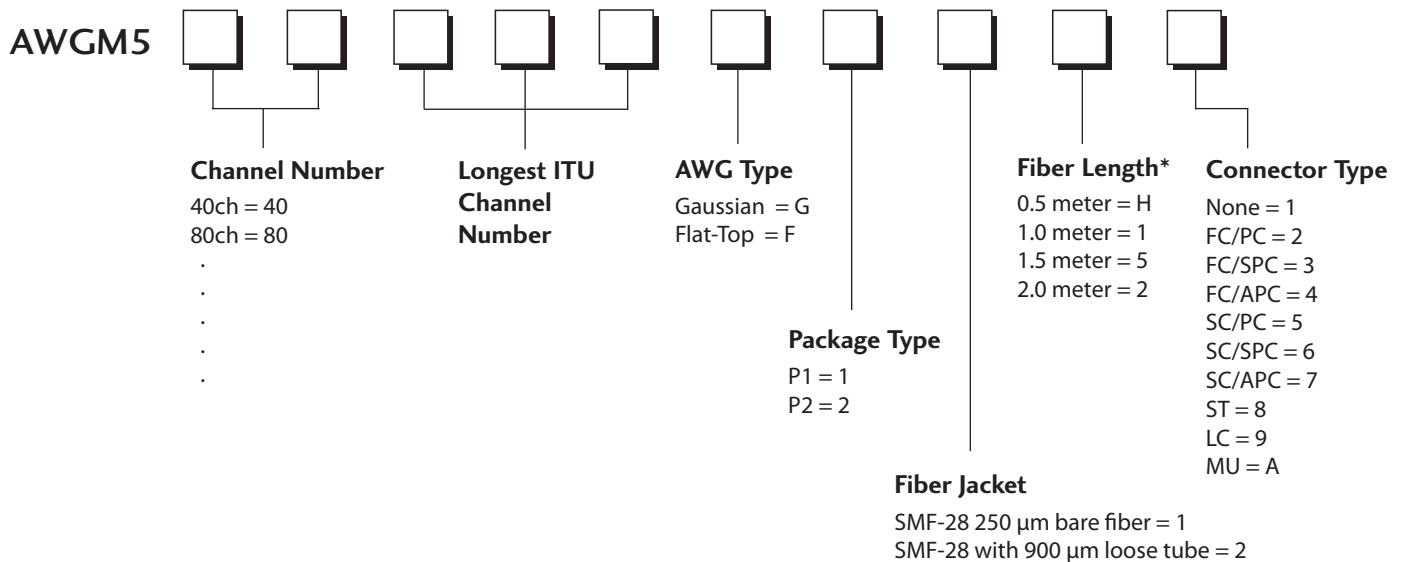 AWGM5
Channel Number
40ch = 40
80ch = 80
.
.
.
.
.
Longest ITU
Channel
Number
AWG Type
Gaussian = G
Flat-Top = F
Package Type
P1 = 1
P2 = 2
Fiber Jacket
SMF-28 250 µm bare fiber = 1
SMF-28 with 900 µm loose tube = 2
Fiber Length*
0.5 meter = H
1.0 meter = 1
1.5 meter = 5
2.0 meter = 2
Connector Type
None = 1
FC/PC = 2
FC/SPC = 3
FC/APC = 4
SC/PC = 5
SC/SPC = 6
SC/APC = 7
ST = 8
LC = 9
MU = A